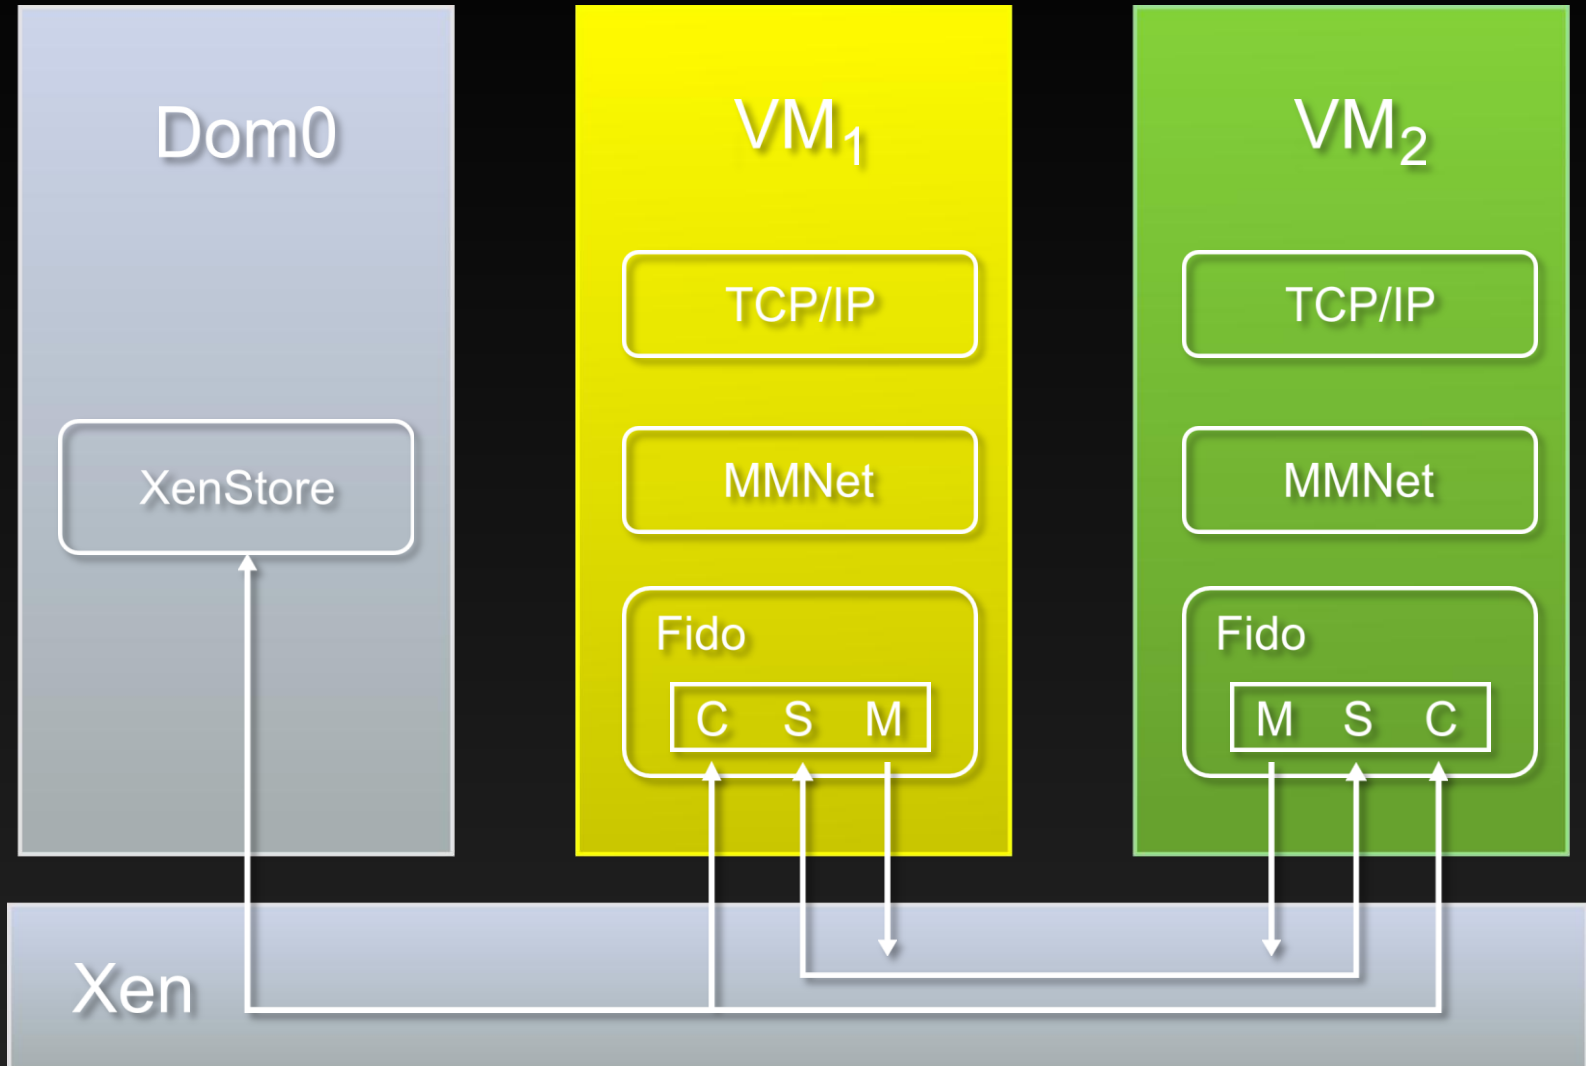 Dom0
XenStore
VM₁
TCP/IP
MMNet
Fido
C S M
VM₂
TCP/IP
MMNet
Fido
M S C
Xen